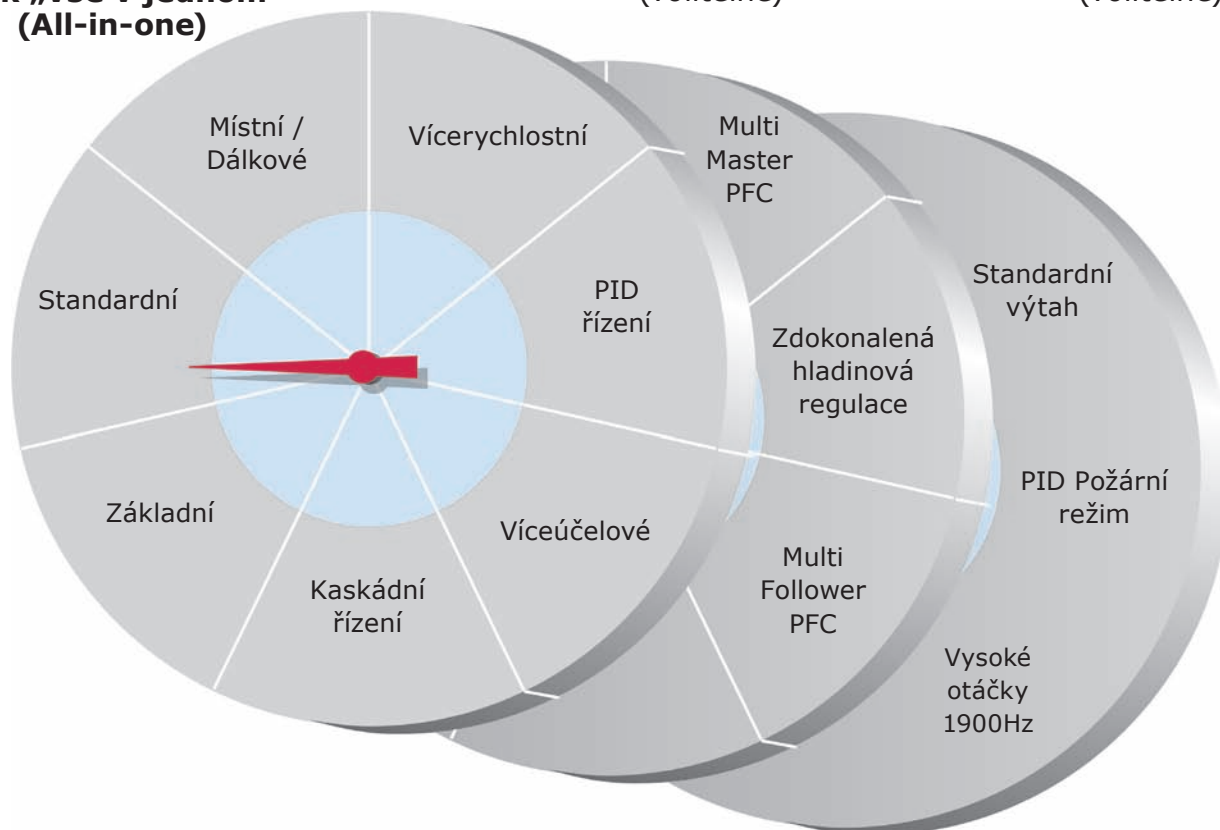 (All-in-one)
Místní /
Dálkové
Vícerychlostní
Standardní
PID
řízení
Základní
Víceúčelové
Kaskádní
řízení
Multi
Master
PFC
Zdokonalená
hladinová
regulace
Multi
Follower
PFC
Standardní
výtah
PID Požární
režim
Vysoké
otáčky
1900Hz